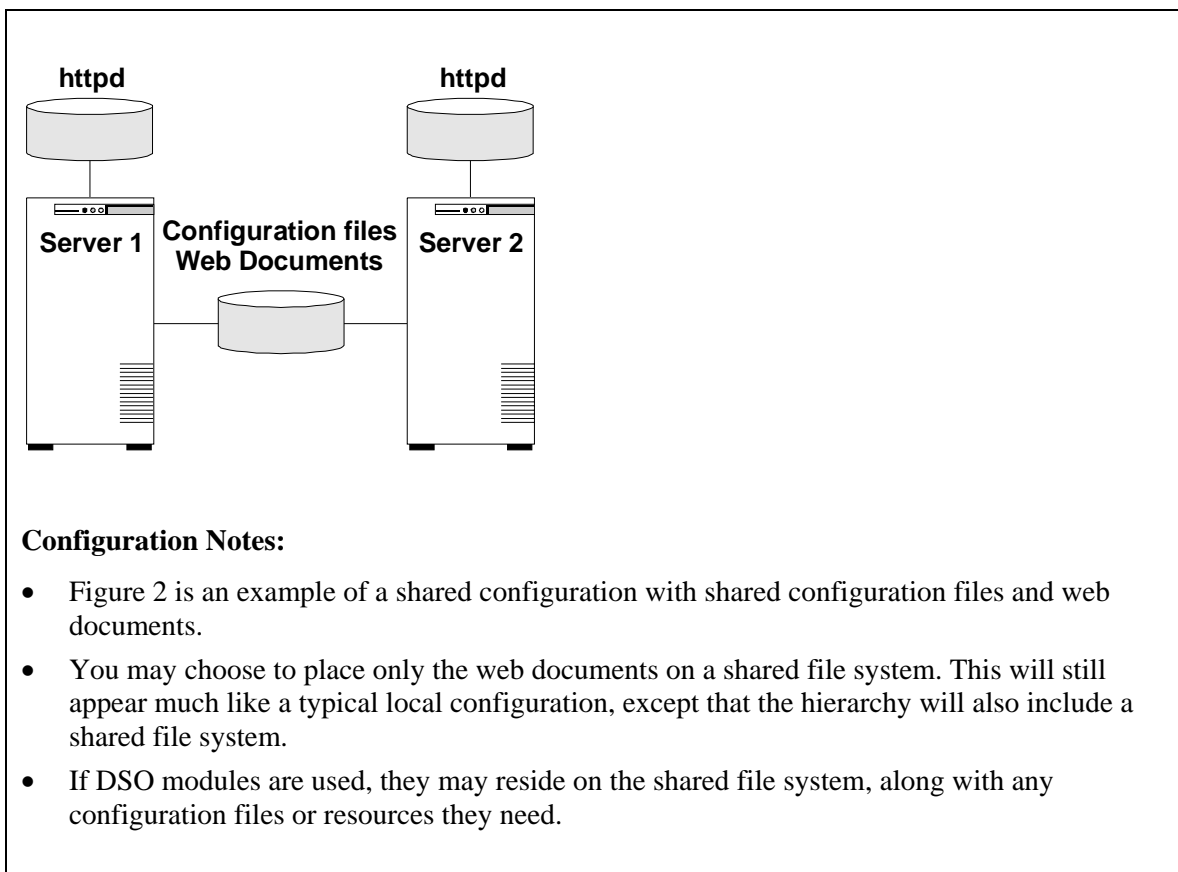 httpd
httpd
Server 1
Configuration files
Web Documents
Server 2
Configuration Notes:
• Figure 2 is an example of a shared configuration with shared configuration files and web
documents.
• You may choose to place only the web documents on a shared file system. This will still
appear much like a typical local configuration, except that the hierarchy will also include a
shared file system.
• If DSO modules are used, they may reside on the shared file system, along with any
configuration files or resources they need.